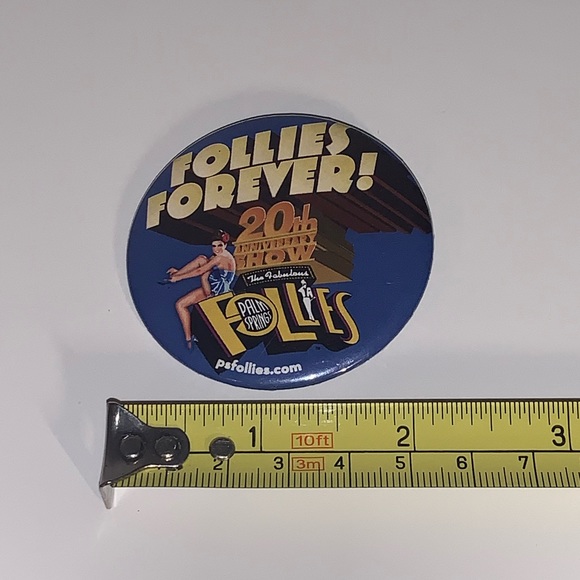 FOLLIES
FOREVER!
20th
ANNIVERSARY
SHOW
The Fabulous
PALM
SPRINGS
FOLLIES
psfollies.com
1 10ft 2 3
2 3 3m 4 5 6 7